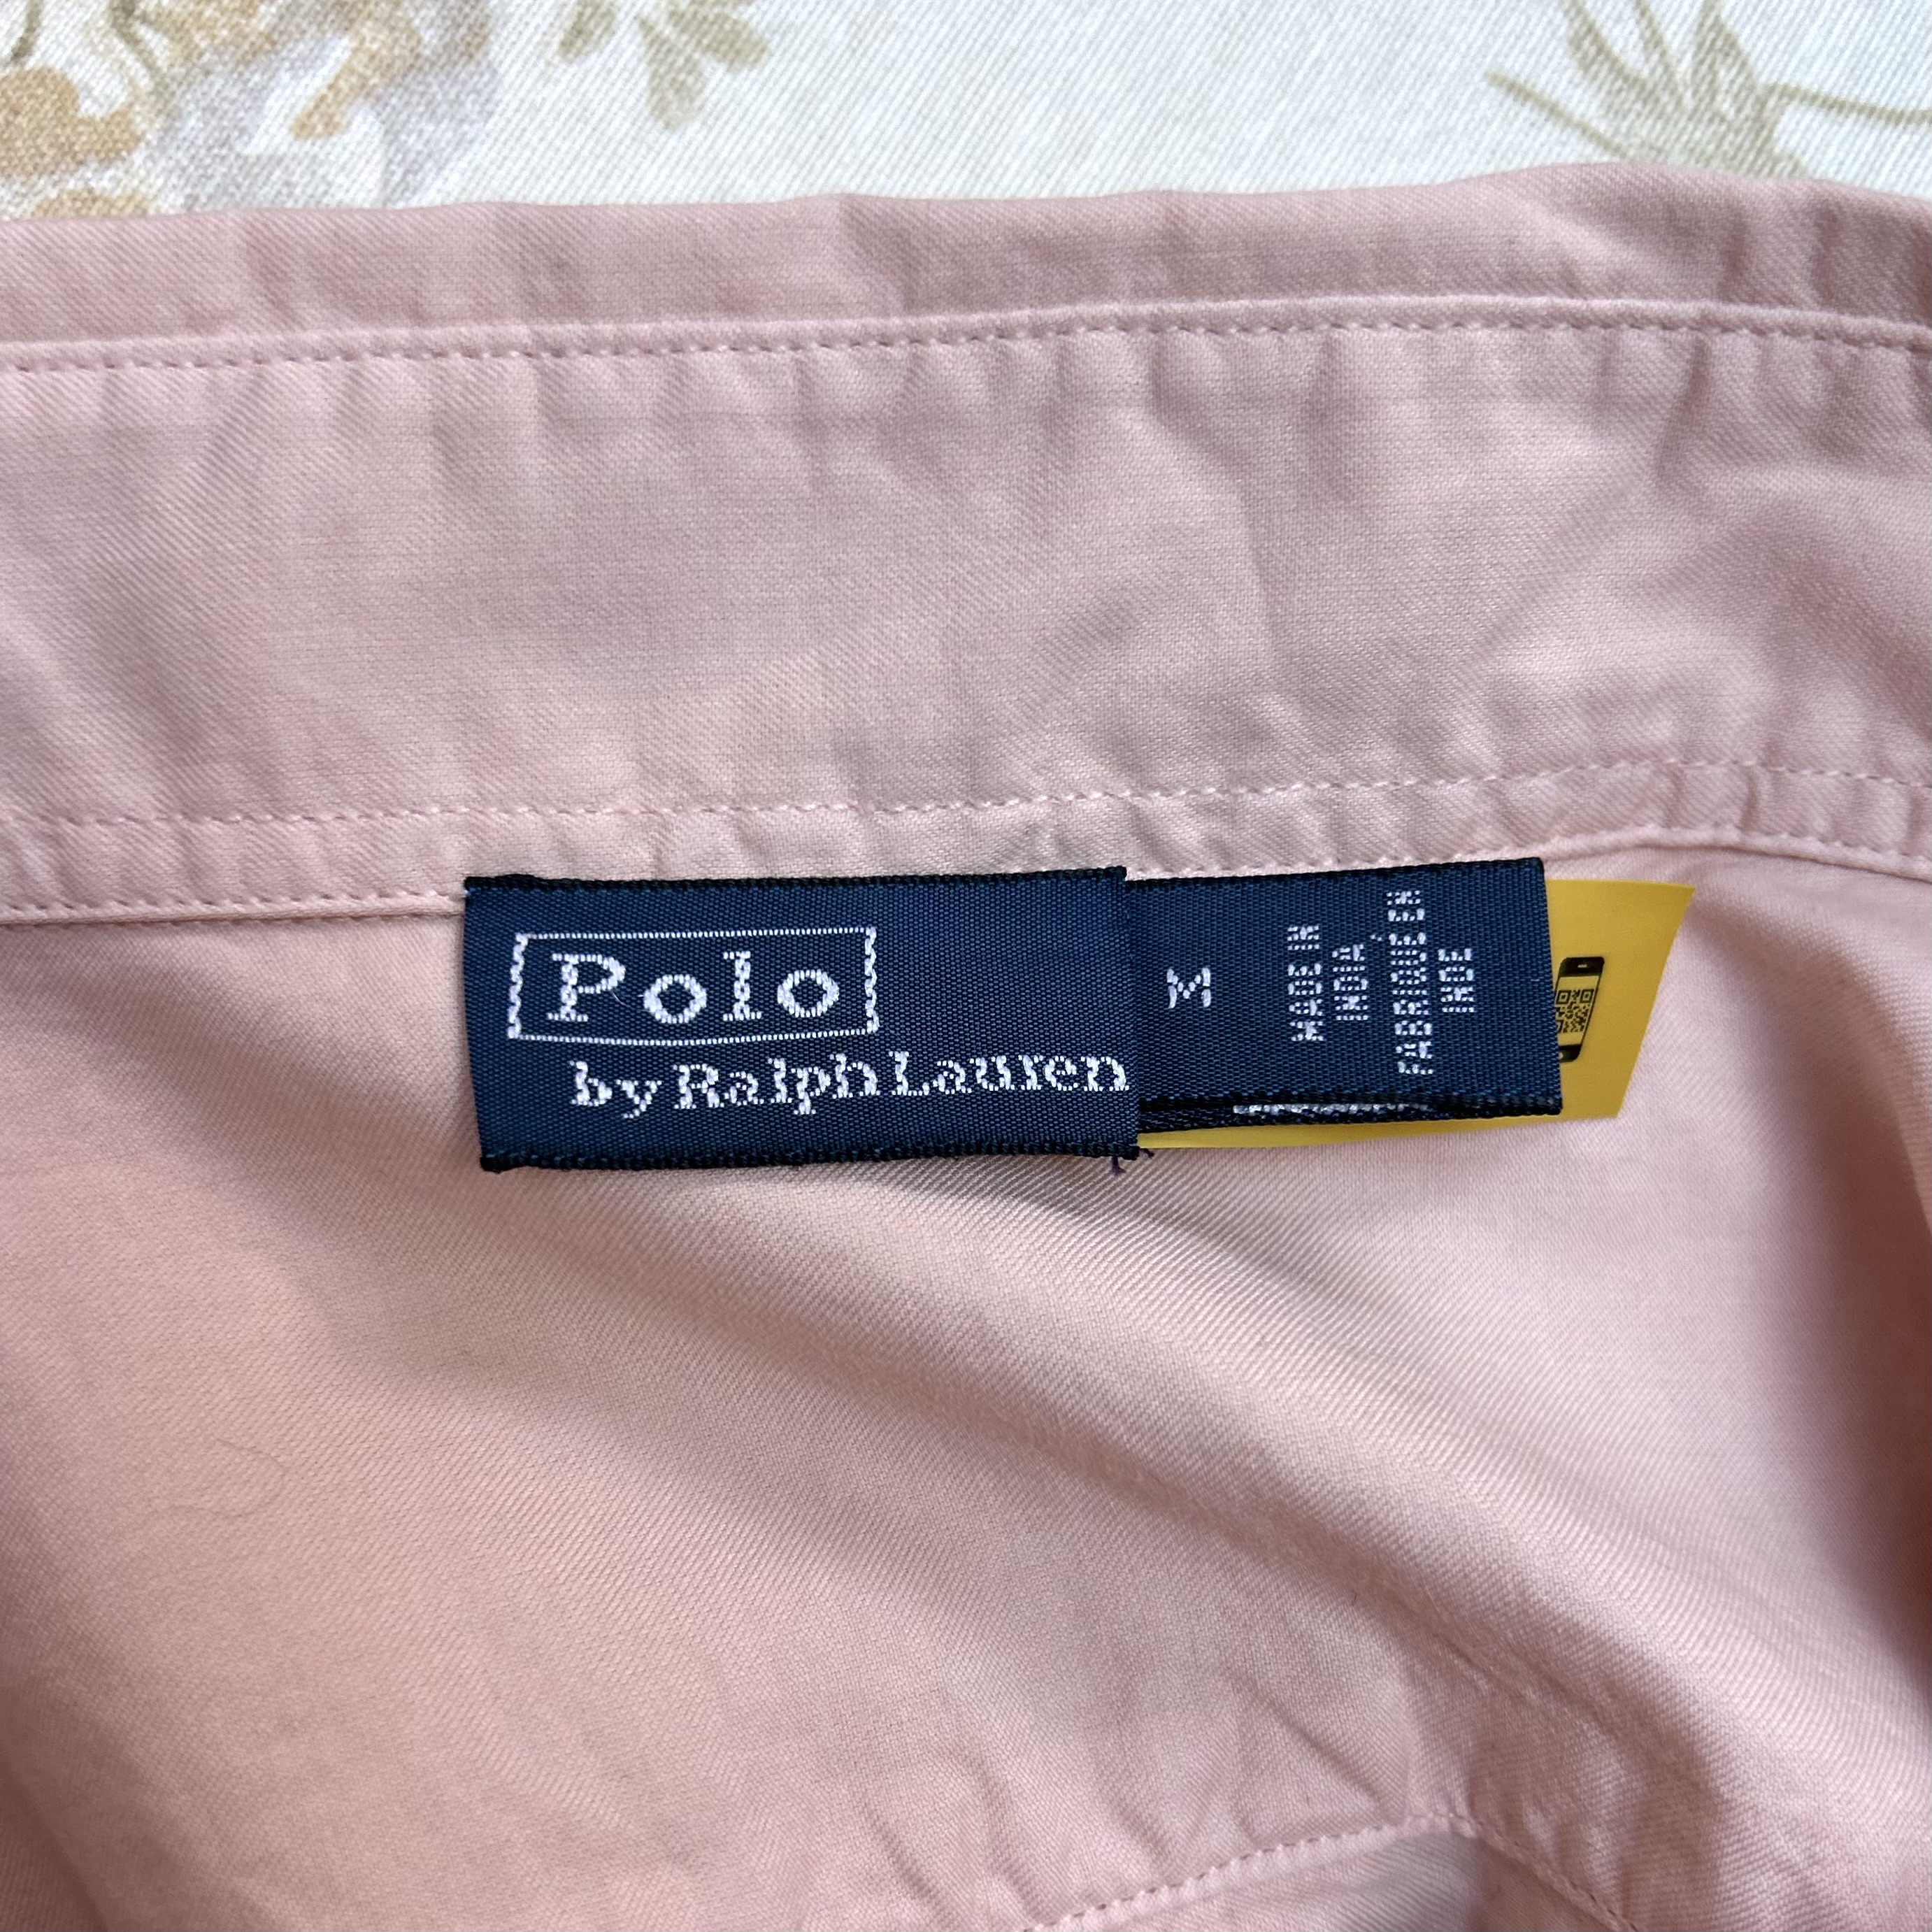 Polo
by Ralph Lauren
M
MADE IN
INDIA
FABRIQUÉ EN
INDE